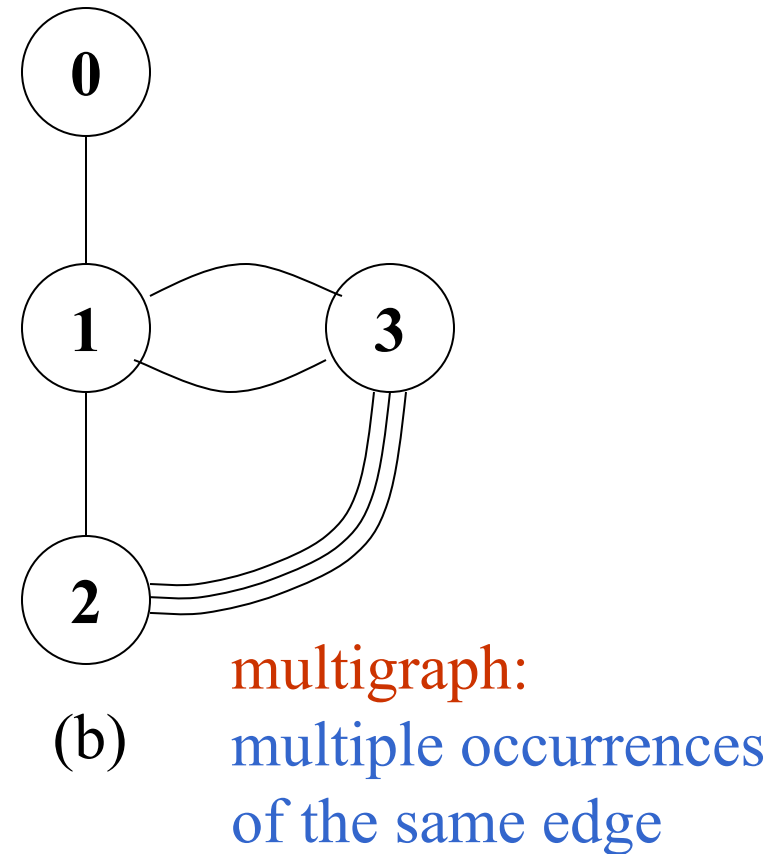 0
1
3
2
(b)
multigraph:
multiple occurrences
of the same edge